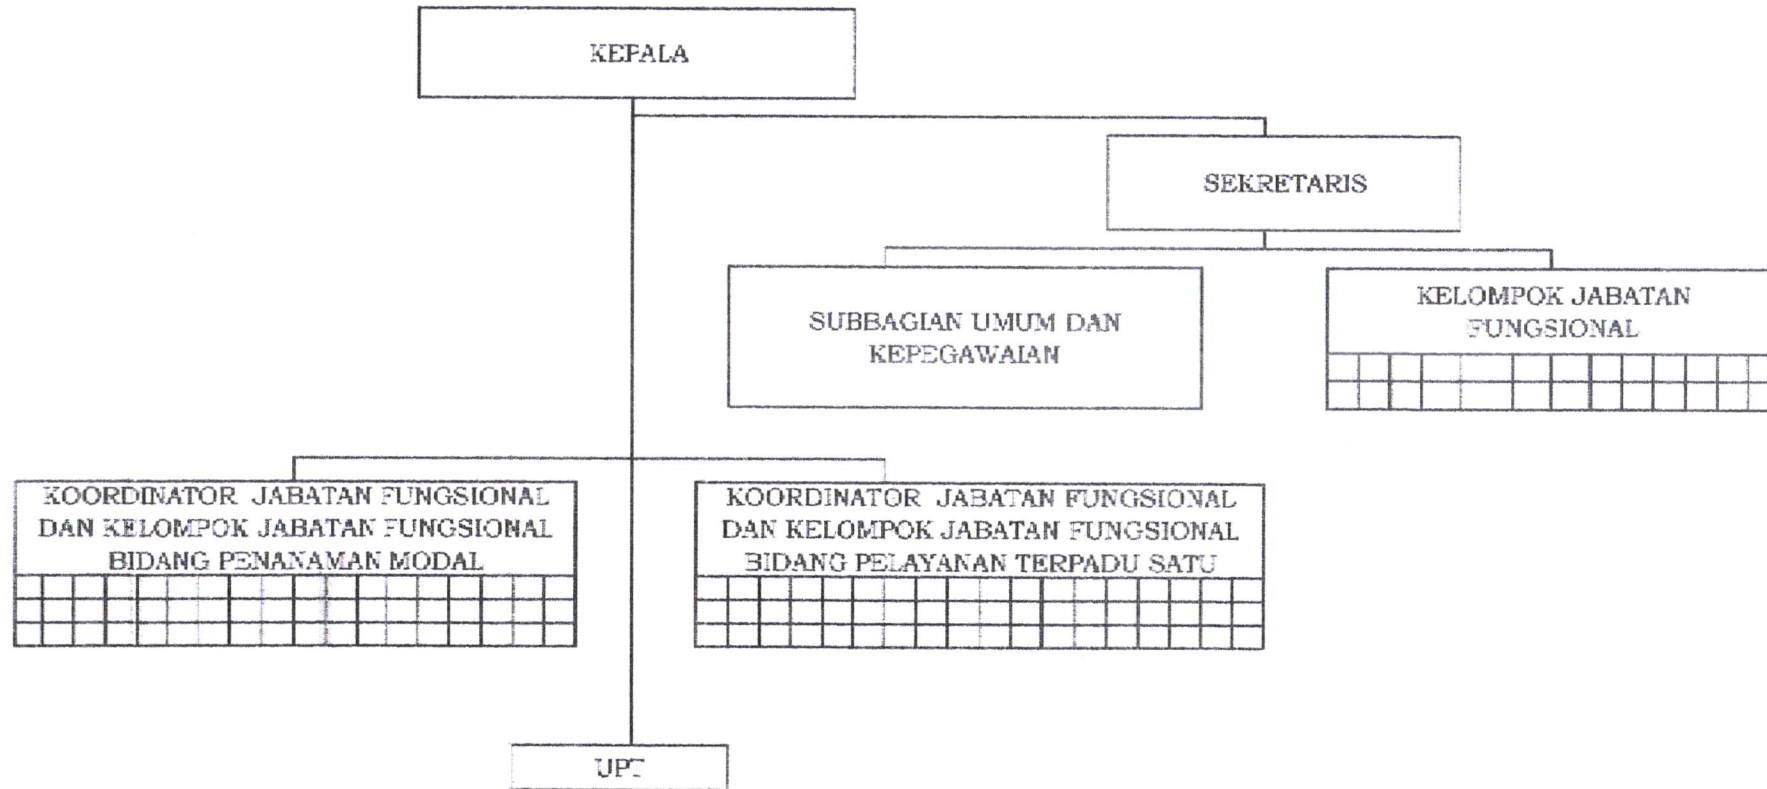 KEPALA
SEKRETARIS
SUBBAGIAN UMUM DAN
KEPEGAWAIAN
KELOMPOK JABATAN
FUNGSIONAL
KOORDINATOR JABATAN FUNGSIONAL
DAN KELOMPOK JABATAN FUNGSIONAL
BIDANG PENANAMAN MODAL
KOORDINATOR JABATAN FUNGSIONAL
DAN KELOMPOK JABATAN FUNGSIONAL
BIDANG PELAYANAN TERPADU SATU
UPT